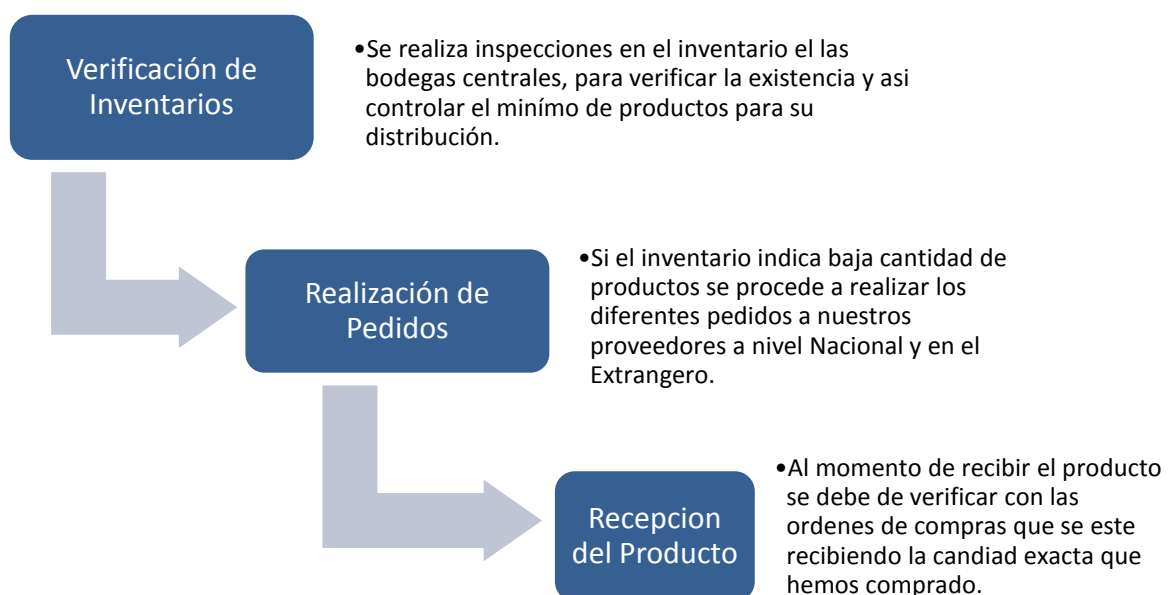 Verificación de
Inventarios
•Se realiza inspecciones en el inventario el las
bodegas centrales, para verificar la existencia y asi
controlar el minímo de productos para su
distribución.
Realización de
Pedidos
•Si el inventario indica baja cantidad de
productos se procede a realizar los
diferentes pedidos a nuestros
proveedores a nivel Nacional y en el
Extrangero.
Recepcion
del Producto
•Al momento de recibir el producto
se debe de verificar con las
ordenes de compras que se este
recibiendo la candiad exacta que
hemos comprado.